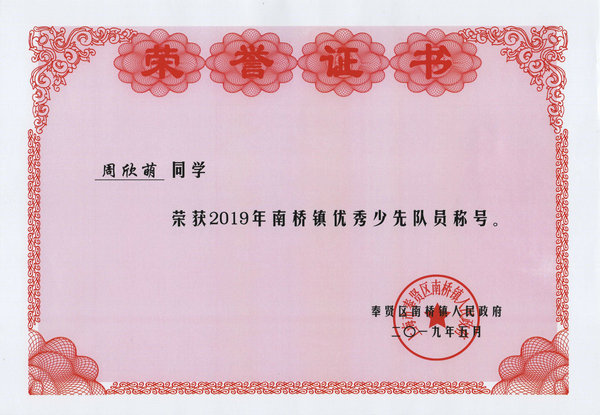 荣誉证书
周欣萌 同学
荣获2019年南桥镇优秀少先队员称号。
奉贤区南桥镇人民政府
二〇一九年五月